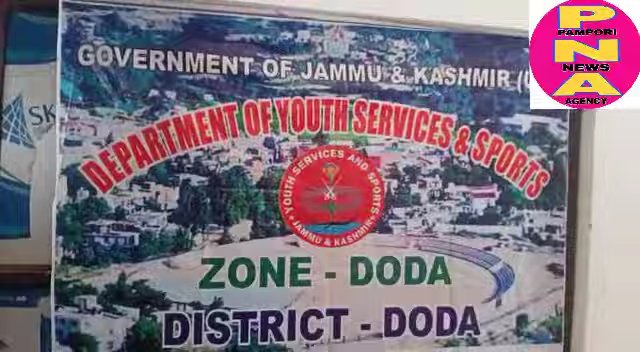 GOVERNMENT OF JAMMU & KASHMIR (U
DEPARTMENT OF YOUTH SERVICES & SPORTS
YOUTH SERVICES AND SPORTS
JAMMU & KASHMIR
ZONE - DODA
DISTRICT - DODA
SK
PNA
PAMPORI
NEWS
AGENCY